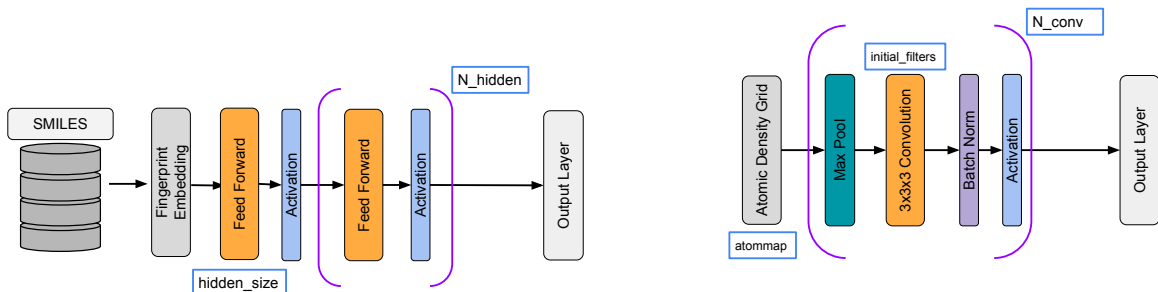 SMILES
Fingerprint
Embedding
Feed Forward
hidden_size
Activation
N_hidden
Feed Forward
Activation
Output Layer
Atomic Density Grid
atommap
Max Pool
initial_filters
3x3x3 Convolution
Batch Norm
Activation
N_conv
Output Layer